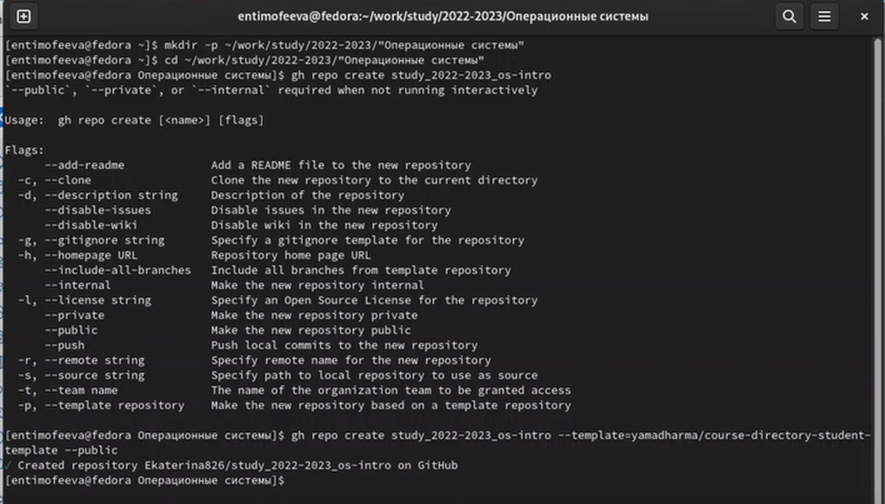 entimofeeva@fedora:~/work/study/2022-2023/Операционные системы
[entimofeeva@fedora ~]$ mkdir -p ~/work/study/2022-2023/"Операционные системы"
[entimofeeva@fedora ~]$ cd ~/work/study/2022-2023/"Операционные системы"
[entimofeeva@fedora Операционные системы]$ gh repo create study_2022-2023_os-intro
`--public`, `--private`, or `--internal` required when not running interactively
Usage:  gh repo create [<name>] [flags]
Flags:
      --add-readme             Add a README file to the new repository
  -c, --clone                  Clone the new repository to the current directory
  -d, --description string     Description of the repository
      --disable-issues         Disable issues in the new repository
      --disable-wiki           Disable wiki in the new repository
  -g, --gitignore string       Specify a gitignore template for the repository
  -h, --homepage URL           Repository home page URL
      --include-all-branches   Include all branches from template repository
      --internal               Make the new repository internal
  -l, --license string         Specify an Open Source License for the repository
      --private                Make the new repository private
      --public                 Make the new repository public
      --push                   Push local commits to the new repository
  -r, --remote string          Specify remote name for the new repository
  -s, --source string          Specify path to local repository to use as source
  -t, --team name              The name of the organization team to be granted access
  -p, --template repository    Make the new repository based on a template repository
[entimofeeva@fedora Операционные системы]$ gh repo create study_2022-2023_os-intro --template=yamadharma/course-directory-student-
template --public
✓ Created repository Ekaterina826/study_2022-2023_os-intro on GitHub
[entimofeeva@fedora Операционные системы]$